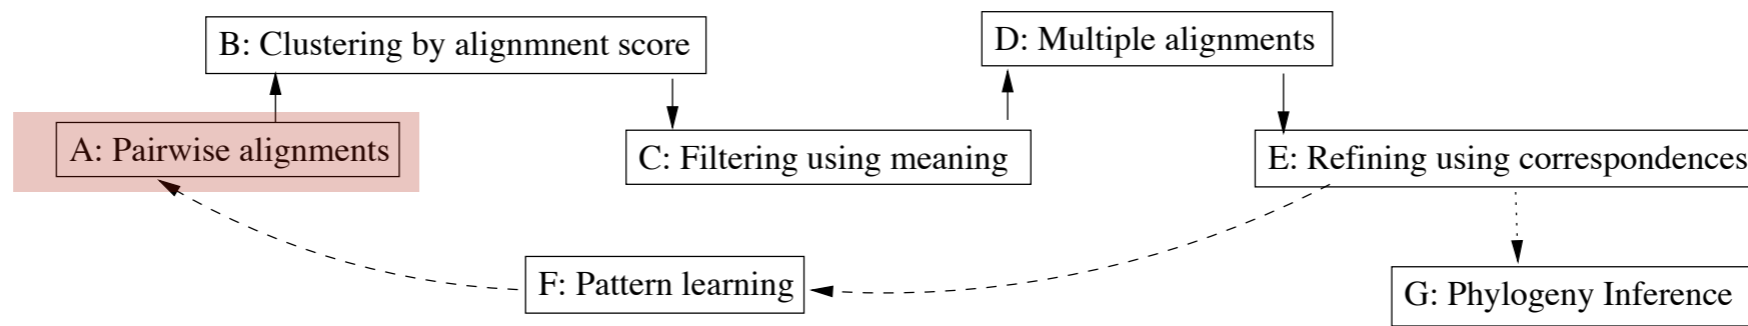 B: Clustering by alignmnent score
D: Multiple alignments
A: Pairwise alignments
C: Filtering using meaning
E: Refining using correspondences
F: Pattern learning
G: Phylogeny Inference